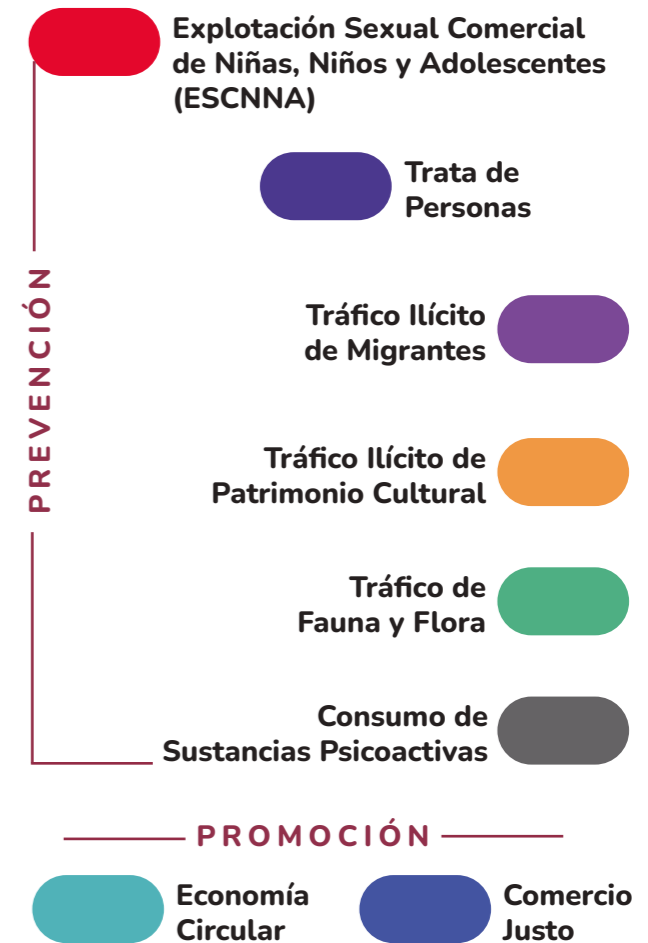 Explotación Sexual Comercial
de Niñas, Niños y Adolescentes
(ESCNNA)
Trata de
Personas
PREVENCIÓN
Tráfico Ilícito
de Migrantes
Tráfico Ilícito de
Patrimonio Cultural
Tráfico de
Fauna y Flora
Consumo de
Sustancias Psicoactivas
PROMOCIÓN
Economía
Circular
Comercio
Justo